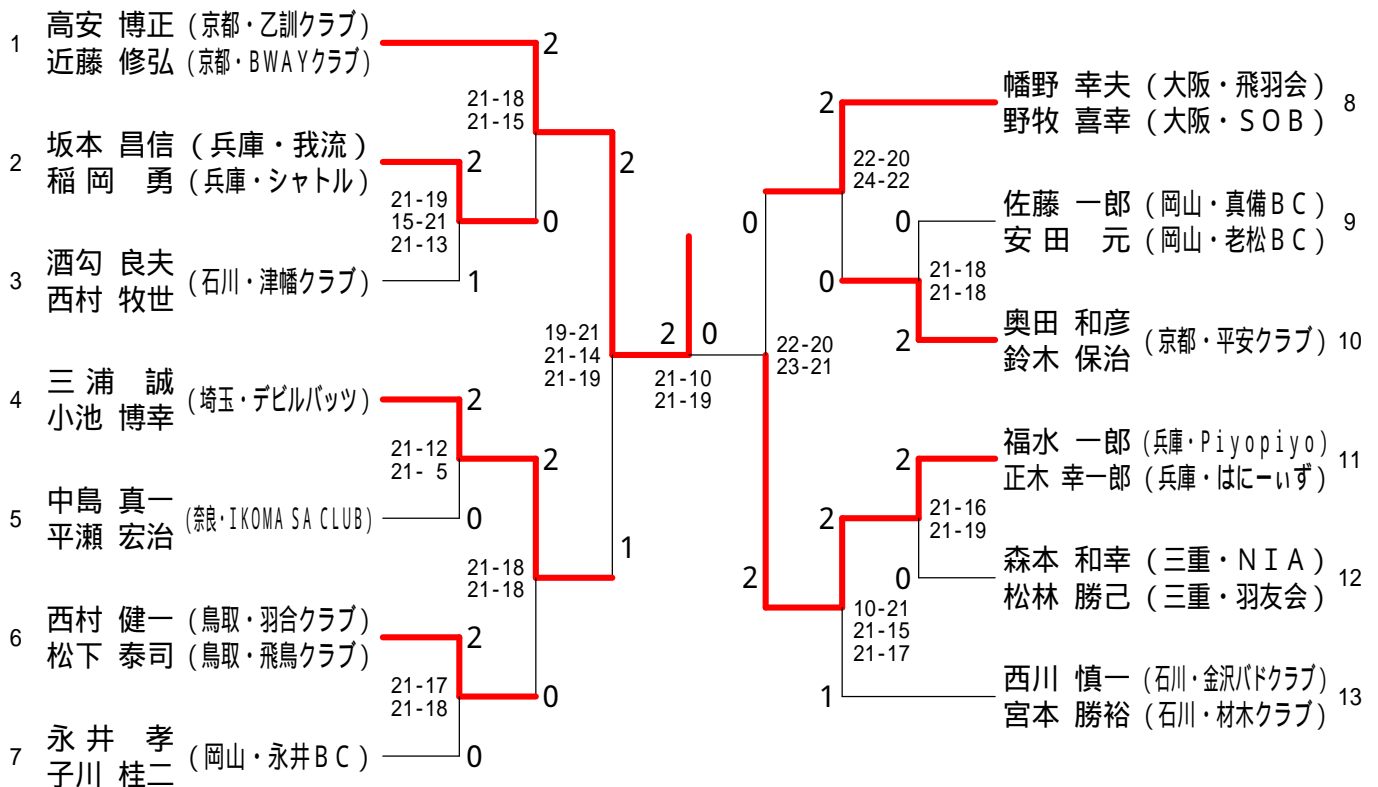 1
高安 博正 (京都・乙訓クラブ)
近藤 修弘 (京都・BWAYクラブ)
2
21-18
21-15
2
坂本 昌信 (兵庫・我流)
稲岡 勇 (兵庫・シャトル)
2
2
21-19
15-21
21-13
0
3
酒勾 良夫
西村 牧世
(石川・津幡クラブ)
1
19-21
21-14
21-19
2
0
21-10
21-19
4
三浦 誠
小池 博幸
(埼玉・デビルバッツ)
2
21-12
21- 5
2
5
中島 真一
平瀬 宏治
(奈良・IKOMA SA CLUB)
0
1
21-18
21-18
6
西村 健一 (鳥取・羽合クラブ)
松下 泰司 (鳥取・飛鳥クラブ)
2
21-17
21-18
0
7
永井 孝
子川 桂二
(岡山・永井BC)
0
2
幡野 幸夫 (大阪・飛羽会)
野牧 喜幸 (大阪・SOB)
8
22-20
24-22
0
0
佐藤 一郎 (岡山・真備BC)
安田 元 (岡山・老松BC)
9
0
21-18
21-18
2
奥田 和彦
鈴木 保治
(京都・平安クラブ)
10
22-20
23-21
2
福水 一郎 (兵庫・Piyopiyo)
正木 幸一郎 (兵庫・はにーぃず)
11
2
21-16
21-19
2
0
森本 和幸 (三重・NIA)
松林 勝己 (三重・羽友会)
12
10-21
21-15
21-17
1
西川 慎一 (石川・金沢バドクラブ)
宮本 勝裕 (石川・材木クラブ)
13